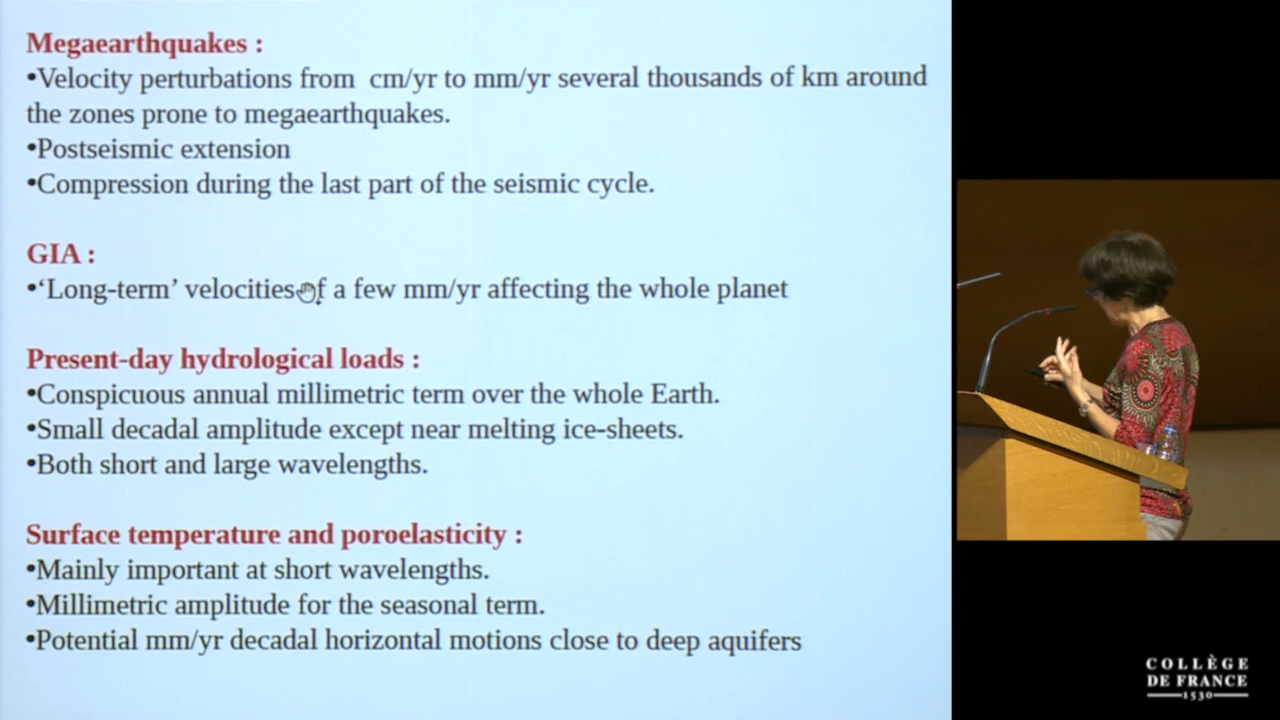 Megaearthquakes :
•Velocity perturbations from cm/yr to mm/yr several thousands of km around
the zones prone to megaearthquakes.
•Postseismic extension
•Compression during the last part of the seismic cycle.
GIA :
•‘Long-term’ velocities of a few mm/yr affecting the whole planet
Present-day hydrological loads :
•Conspicuous annual millimetric term over the whole Earth.
•Small decadal amplitude except near melting ice-sheets.
•Both short and large wavelengths.
Surface temperature and poroelasticity :
•Mainly important at short wavelengths.
•Millimetric amplitude for the seasonal term.
•Potential mm/yr decadal horizontal motions close to deep aquifers
COLLÈGE
DE FRANCE
1530